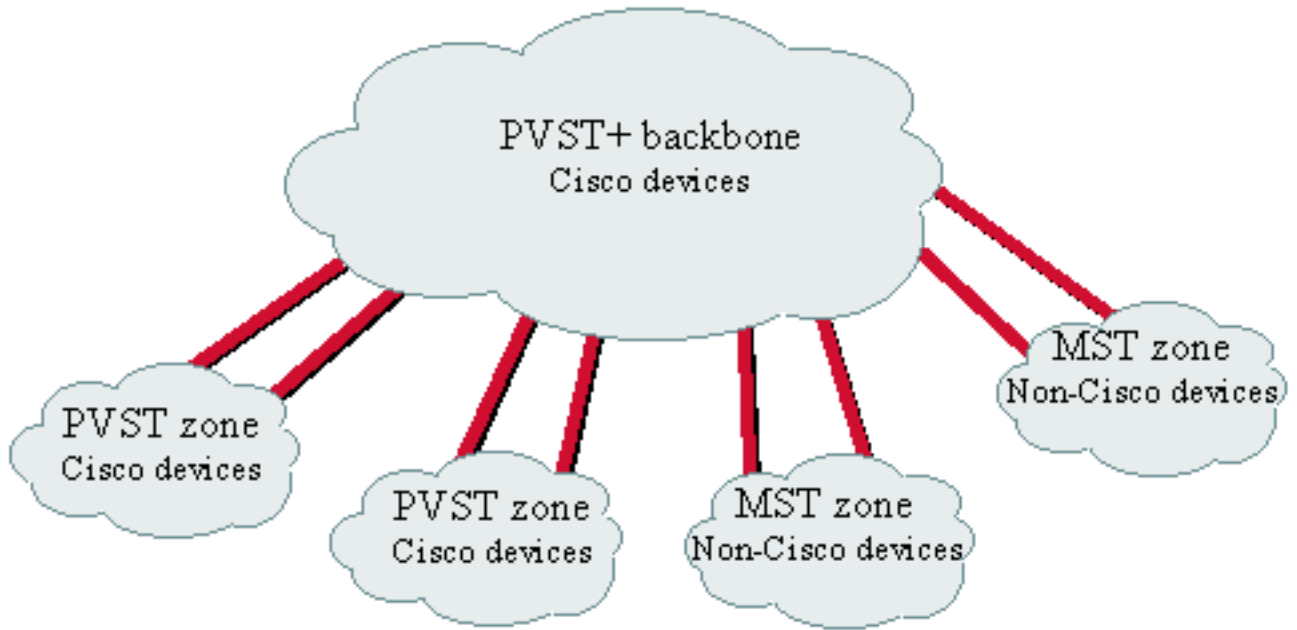 PVST+ backbone
Cisco devices
PVST zone
Cisco devices
PVST zone
Cisco devices
MST zone
Non-Cisco devices
MST zone
Non-Cisco devices